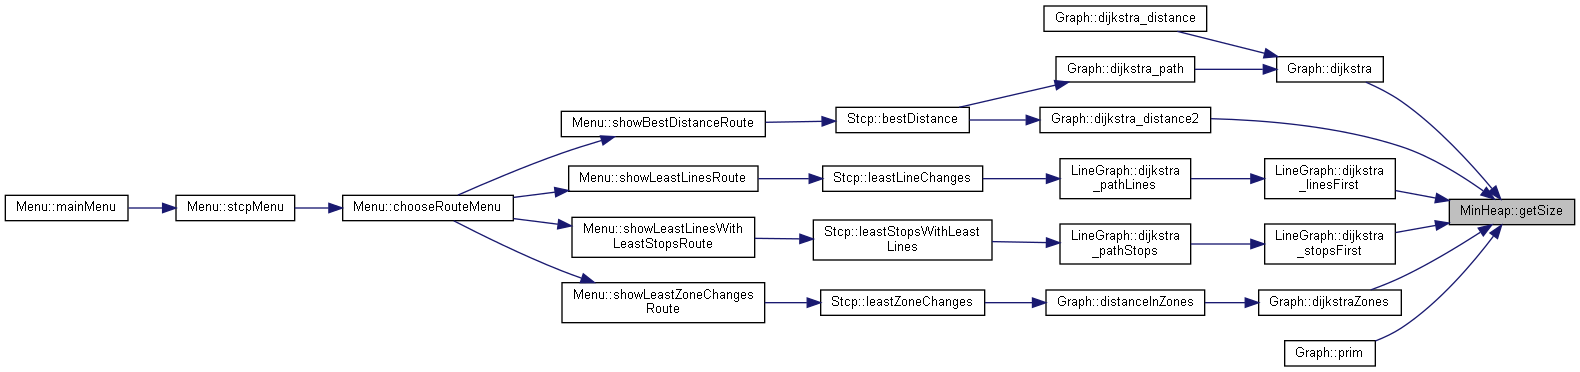 Graph::dijkstra_distance
Graph::dijkstra_path
Graph::dijkstra
Menu::showBestDistanceRoute
Stcp::bestDistance
Graph::dijkstra_distance2
Menu::showLeastLinesRoute
Stcp::leastLineChanges
LineGraph::dijkstra
_pathLines
LineGraph::dijkstra
_linesFirst
Menu::mainMenu
Menu::stcpMenu
Menu::chooseRouteMenu
MinHeap::getSize
Menu::showLeastLinesWith
LeastStopsRoute
Stcp::leastStopsWithLeast
Lines
LineGraph::dijkstra
_pathStops
LineGraph::dijkstra
_stopsFirst
Menu::showLeastZoneChanges
Route
Stcp::leastZoneChanges
Graph::distanceInZones
Graph::dijkstraZones
Graph::prim